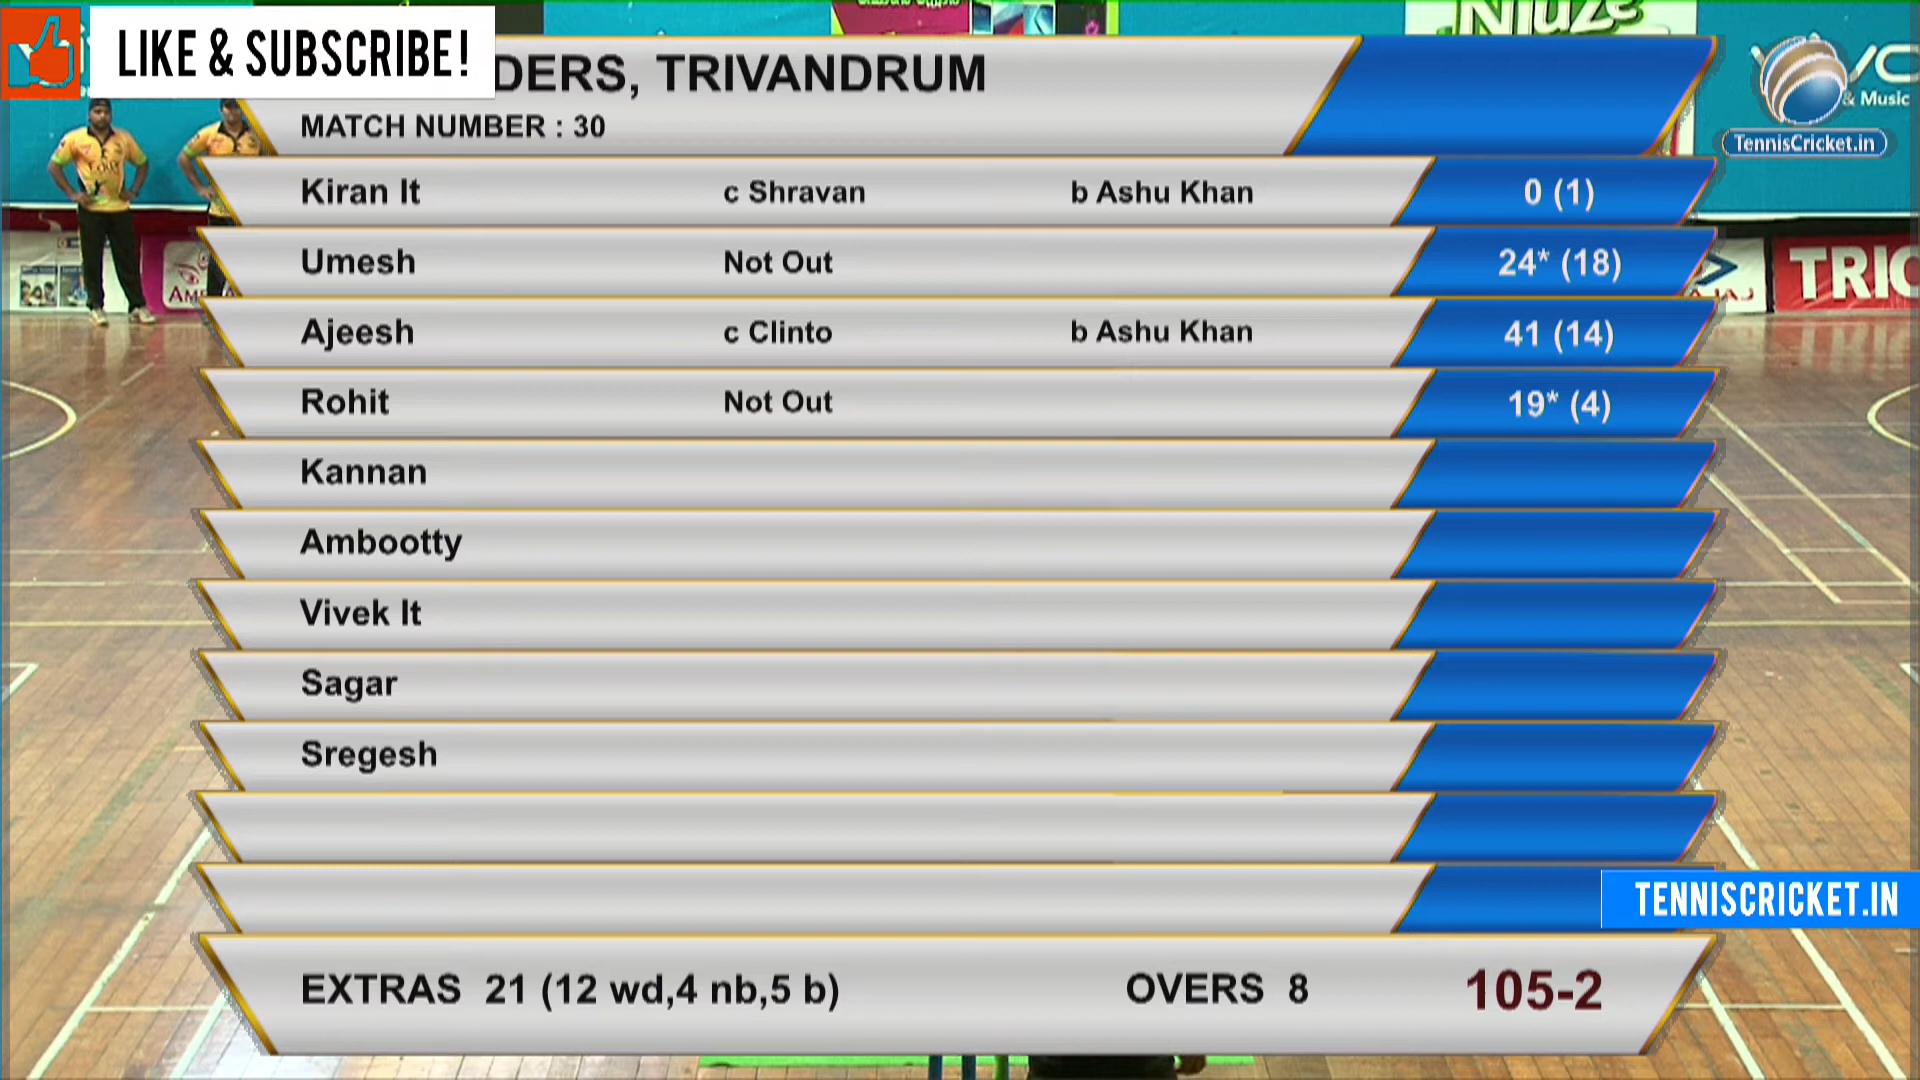 LIKE & SUBSCRIBE!
DERS, TRIVANDRUM
MATCH NUMBER : 30
& Music
TennisCricket.in
Kiran It c Shravan b Ashu Khan 0 (1)
Umesh Not Out 24* (18)
Ajeesh c Clinto b Ashu Khan 41 (14)
TRIC
Rohit Not Out 19* (4)
Kannan
Ambootty
Vivek It
Sagar
Sregesh
TENNISCRICKET.IN
EXTRAS 21 (12 wd,4 nb,5 b) OVERS 8 105-2